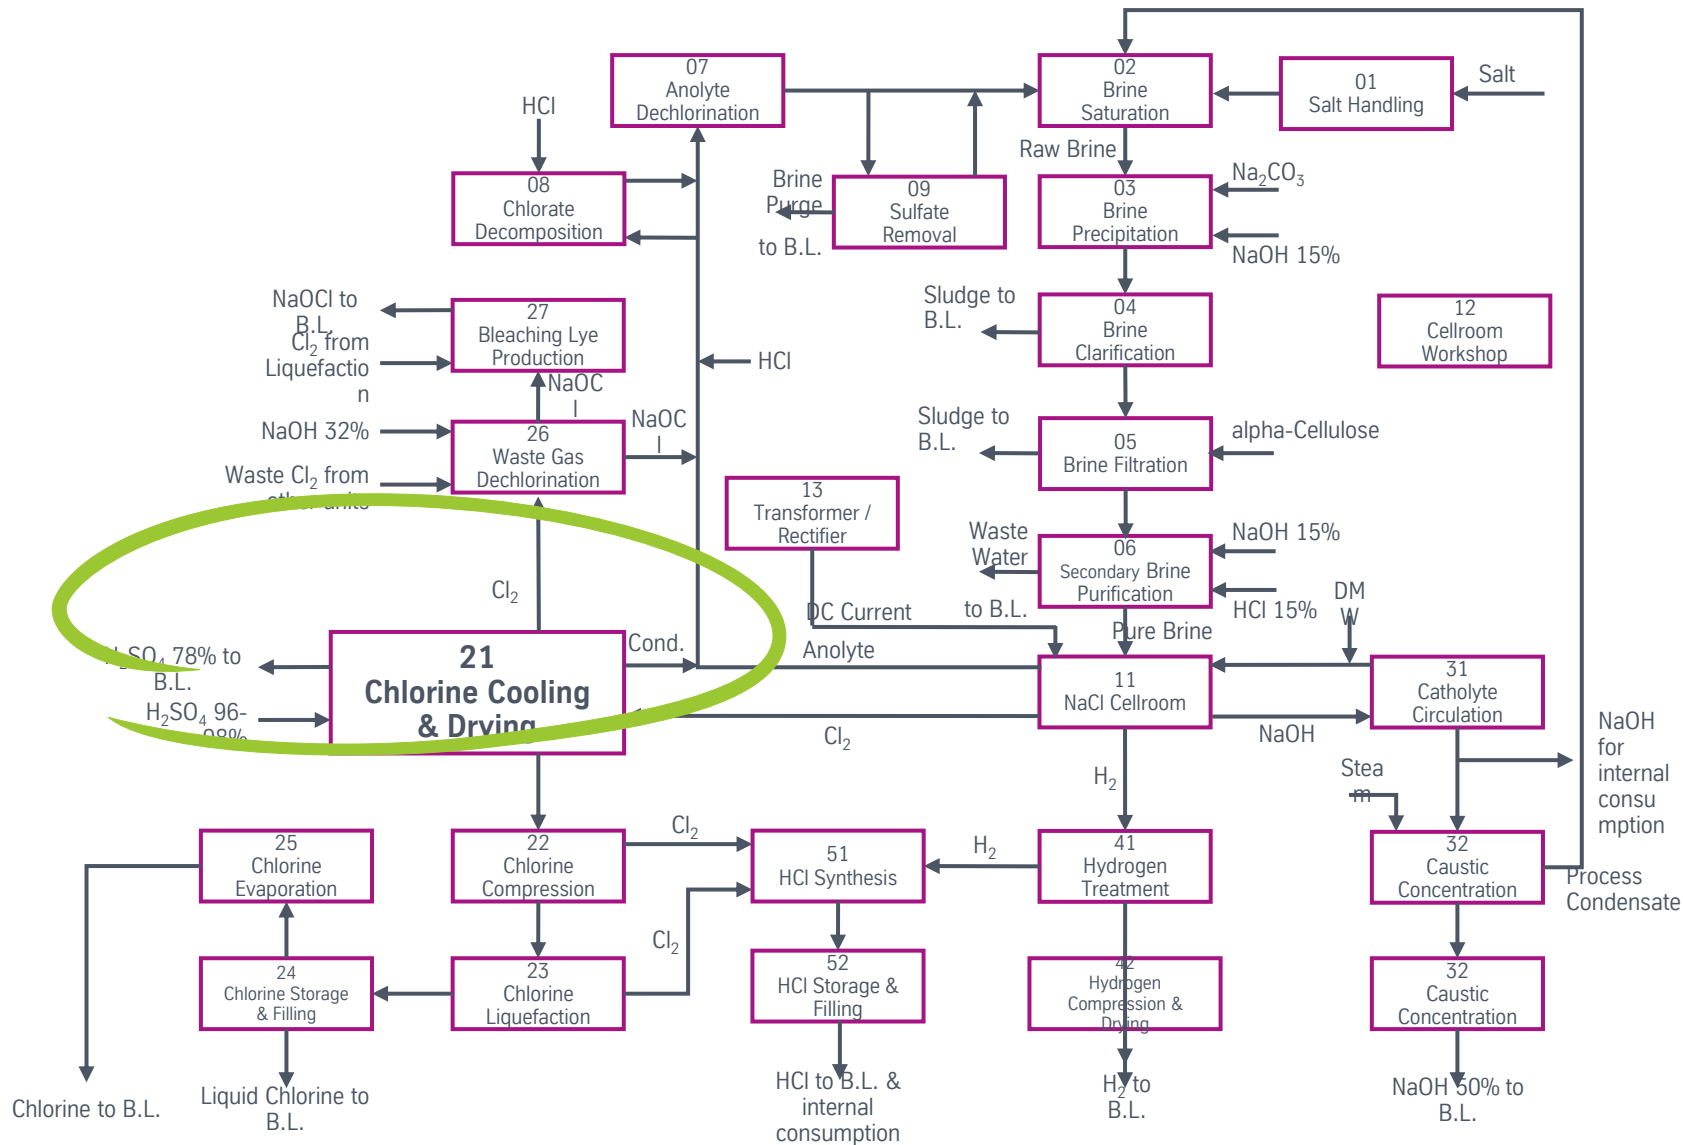 07
Anolyte
Dechlorination
02
Brine
Saturation
01
Salt Handling
Salt
HCl
Raw Brine
08
Chlorate
Decomposition
Brine
Purge
to B.L.
09
Sulfate
Removal
03
Brine
Precipitation
Na₂CO₃
NaOH 15%
NaOCl to
B.L.
Cl₂ from
Liquefactio
n
27
Bleaching Lye
Production
HCl
Sludge to
B.L.
04
Brine
Clarification
12
Cellroom
Workshop
NaOC
l
NaOC
l
NaOH 32%
Waste Cl₂ from
other units
26
Waste Gas
Dechlorination
Sludge to
B.L.
05
Brine Filtration
alpha-Cellulose
13
Transformer /
Rectifier
Waste
Water
to B.L.
06
Secondary Brine
Purification
NaOH 15%
HCl 15%
DM
W
Cl₂
DC Current
Pure Brine
H₂SO₄ 78% to
B.L.
H₂SO₄ 96-
98%
21
Chlorine Cooling
& Drying
Cond.
Anolyte
11
NaCl Cellroom
31
Catholyte
Circulation
Cl₂
NaOH
NaOH
for
internal
consu
mption
H₂
Stea
m
25
Chlorine
Evaporation
22
Chlorine
Compression
Cl₂
51
HCl Synthesis
H₂
41
Hydrogen
Treatment
32
Caustic
Concentration
Process
Condensate
Cl₂
24
Chlorine Storage
& Filling
23
Chlorine
Liquefaction
52
HCl Storage &
Filling
42
Hydrogen
Compression &
Drying
32
Caustic
Concentration
Chlorine to B.L.
Liquid Chlorine to
B.L.
HCl to B.L. &
internal
consumption
H₂ to
B.L.
NaOH 50% to
B.L.